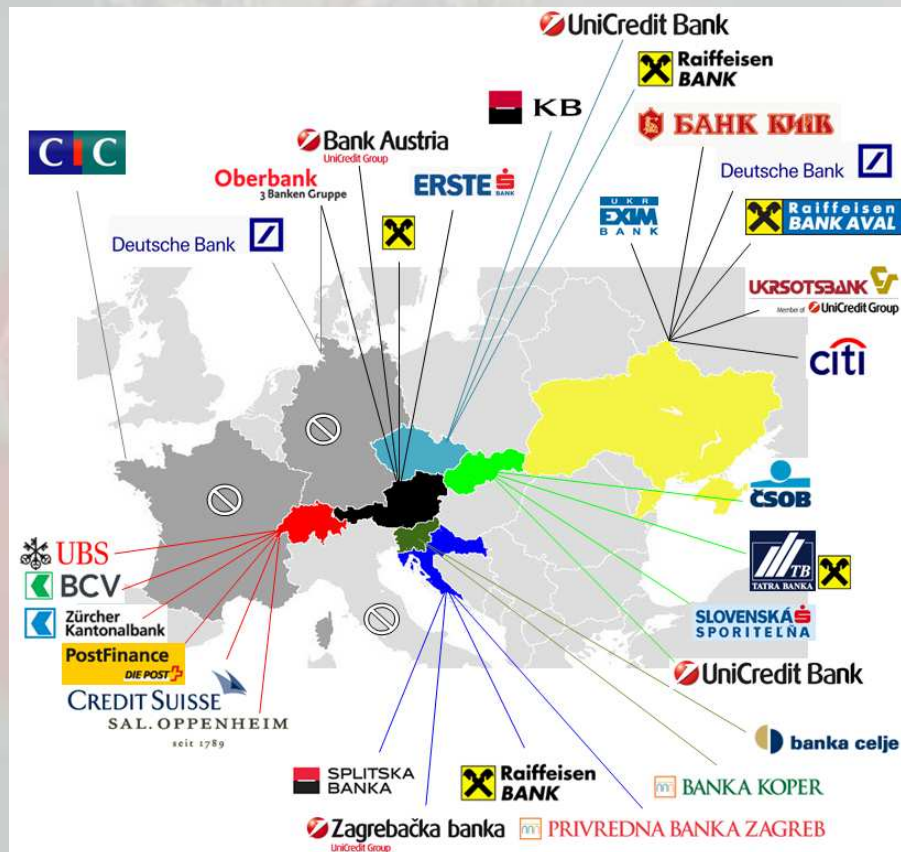 UniCredit Bank
Raiffeisen
BANK
KB
БАНК КИЇВ
CIC
Bank Austria
UniCredit Group
Deutsche Bank
Oberbank
3 Banken Gruppe
ERSTE S
BANK
UKR
EXIM
BANK
Raiffeisen
BANK AVAL
Deutsche Bank
UKRSOTSBANK
Member of UniCredit Group
citi
ČSOB
UBS
BCV
TB
TATRA BANKA
Zürcher
Kantonalbank
SLOVENSKÁ S
SPORITEĽŇA
PostFinance
DIE POST
UniCredit Bank
CREDIT SUISSE
SAL. OPPENHEIM
seit 1789
banka celje
SPLITSKA
BANKA
Raiffeisen
BANK
BANKA KOPER
Zagrebačka banka
UniCredit Group
PRIVREDNA BANKA ZAGREB